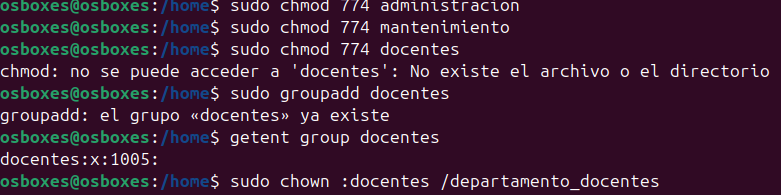 osboxes@osboxes:/home$ sudo chmod 774 administracion
osboxes@osboxes:/home$ sudo chmod 774 mantenimiento
osboxes@osboxes:/home$ sudo chmod 774 docentes
chmod: no se puede acceder a 'docentes': No existe el archivo o el directorio
osboxes@osboxes:/home$ sudo groupadd docentes
groupadd: el grupo «docentes» ya existe
osboxes@osboxes:/home$ getent group docentes
docentes:x:1005:
osboxes@osboxes:/home$ sudo chown :docentes /departamento_docentes